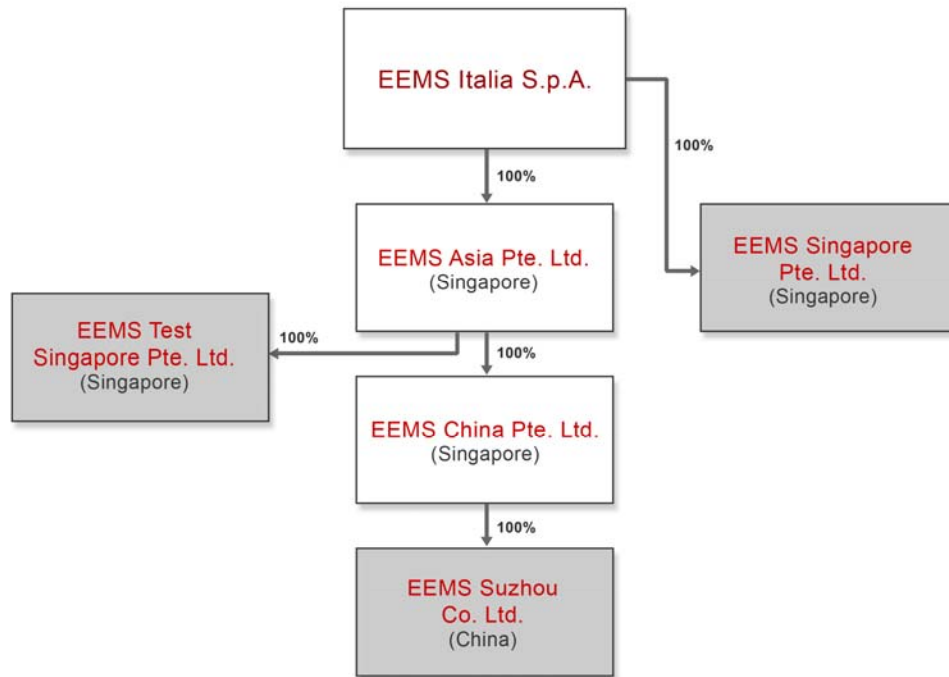 EEMS Italia S.p.A.
100%
100%
EEMS Asia Pte. Ltd.
(Singapore)
EEMS Singapore
Pte. Ltd.
(Singapore)
EEMS Test
Singapore Pte. Ltd.
(Singapore)
100%
100%
EEMS China Pte. Ltd.
(Singapore)
100%
EEMS Suzhou
Co. Ltd.
(China)